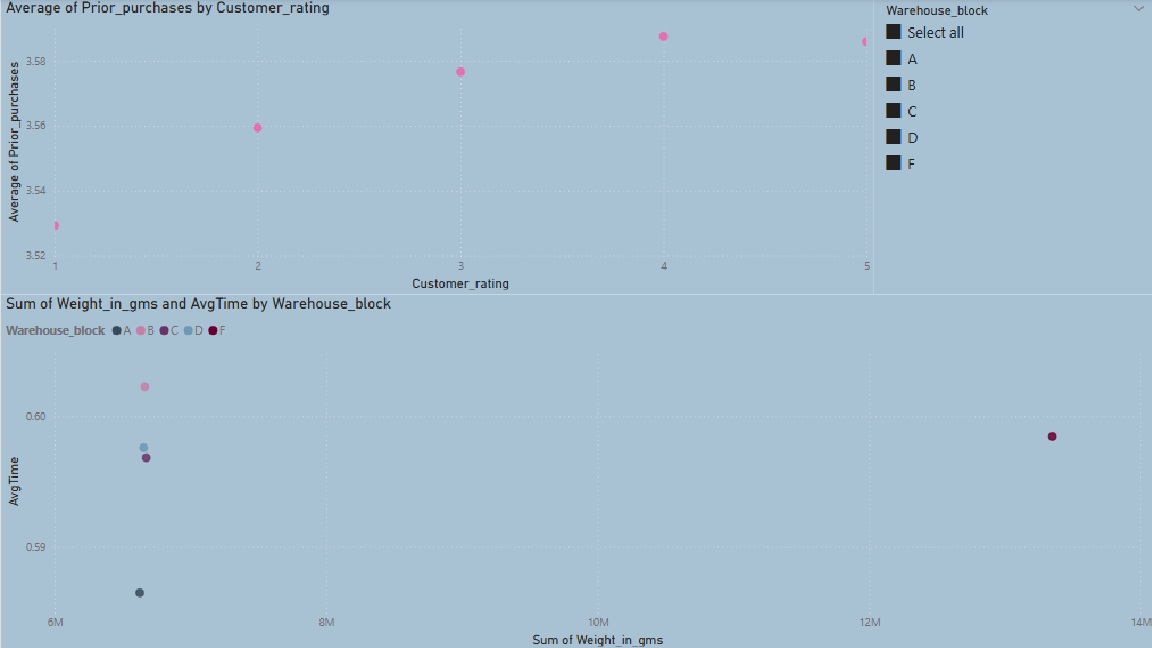 Average of Prior_purchases by Customer_rating
Average of Prior_purchases
3.58
3.56
3.54
3.52
1 2 3 4 5
Customer_rating
Warehouse_block
Select all
A
B
C
D
F
Sum of Weight_in_gms and AvgTime by Warehouse_block
Warehouse_block A B C D F
AvgTime
0.60
0.59
6M 8M 10M 12M 14M
Sum of Weight_in_gms